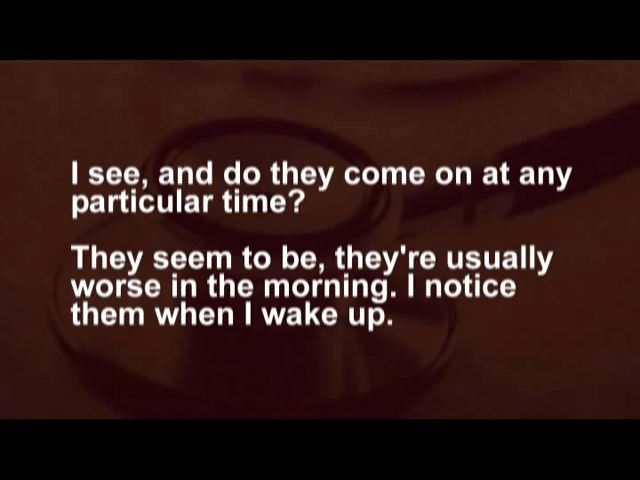 I see, and do they come on at any
particular time?
They seem to be, they're usually
worse in the morning. I notice
them when I wake up.